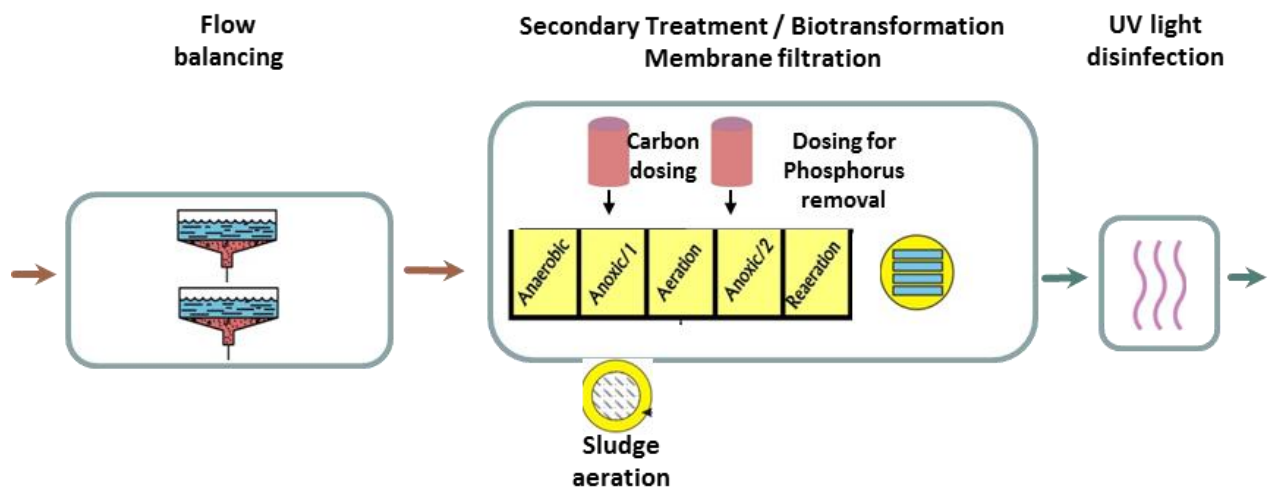 Flow
balancing
Secondary Treatment / Biotransformation
Membrane filtration
UV light
disinfection
Carbon
dosing
Dosing for
Phosphorus
removal
Anaerobic
Anoxic/1
Aeration
Anoxic/2
Reaeration
Sludge
aeration